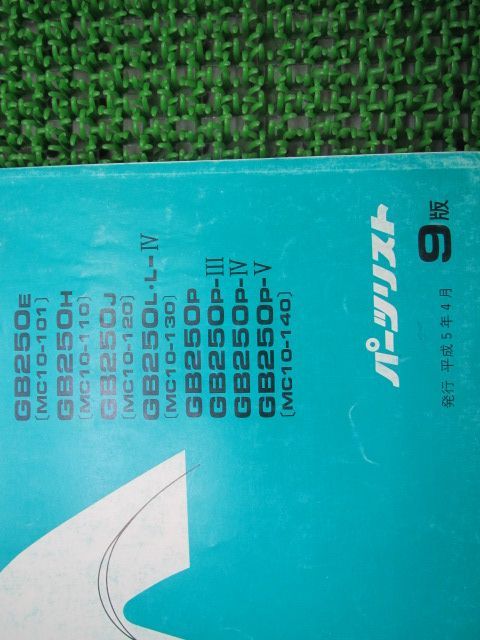 GB250E
(MC10-101)
GB250H
(MC10-110)
GB250J
(MC10-120)
GB250L・L-IV
(MC10-130)
GB250P
GB250P-III
GB250P-IV
GB250P-V
(MC10-140)
パーツリスト
9版
発行 平成5年4月